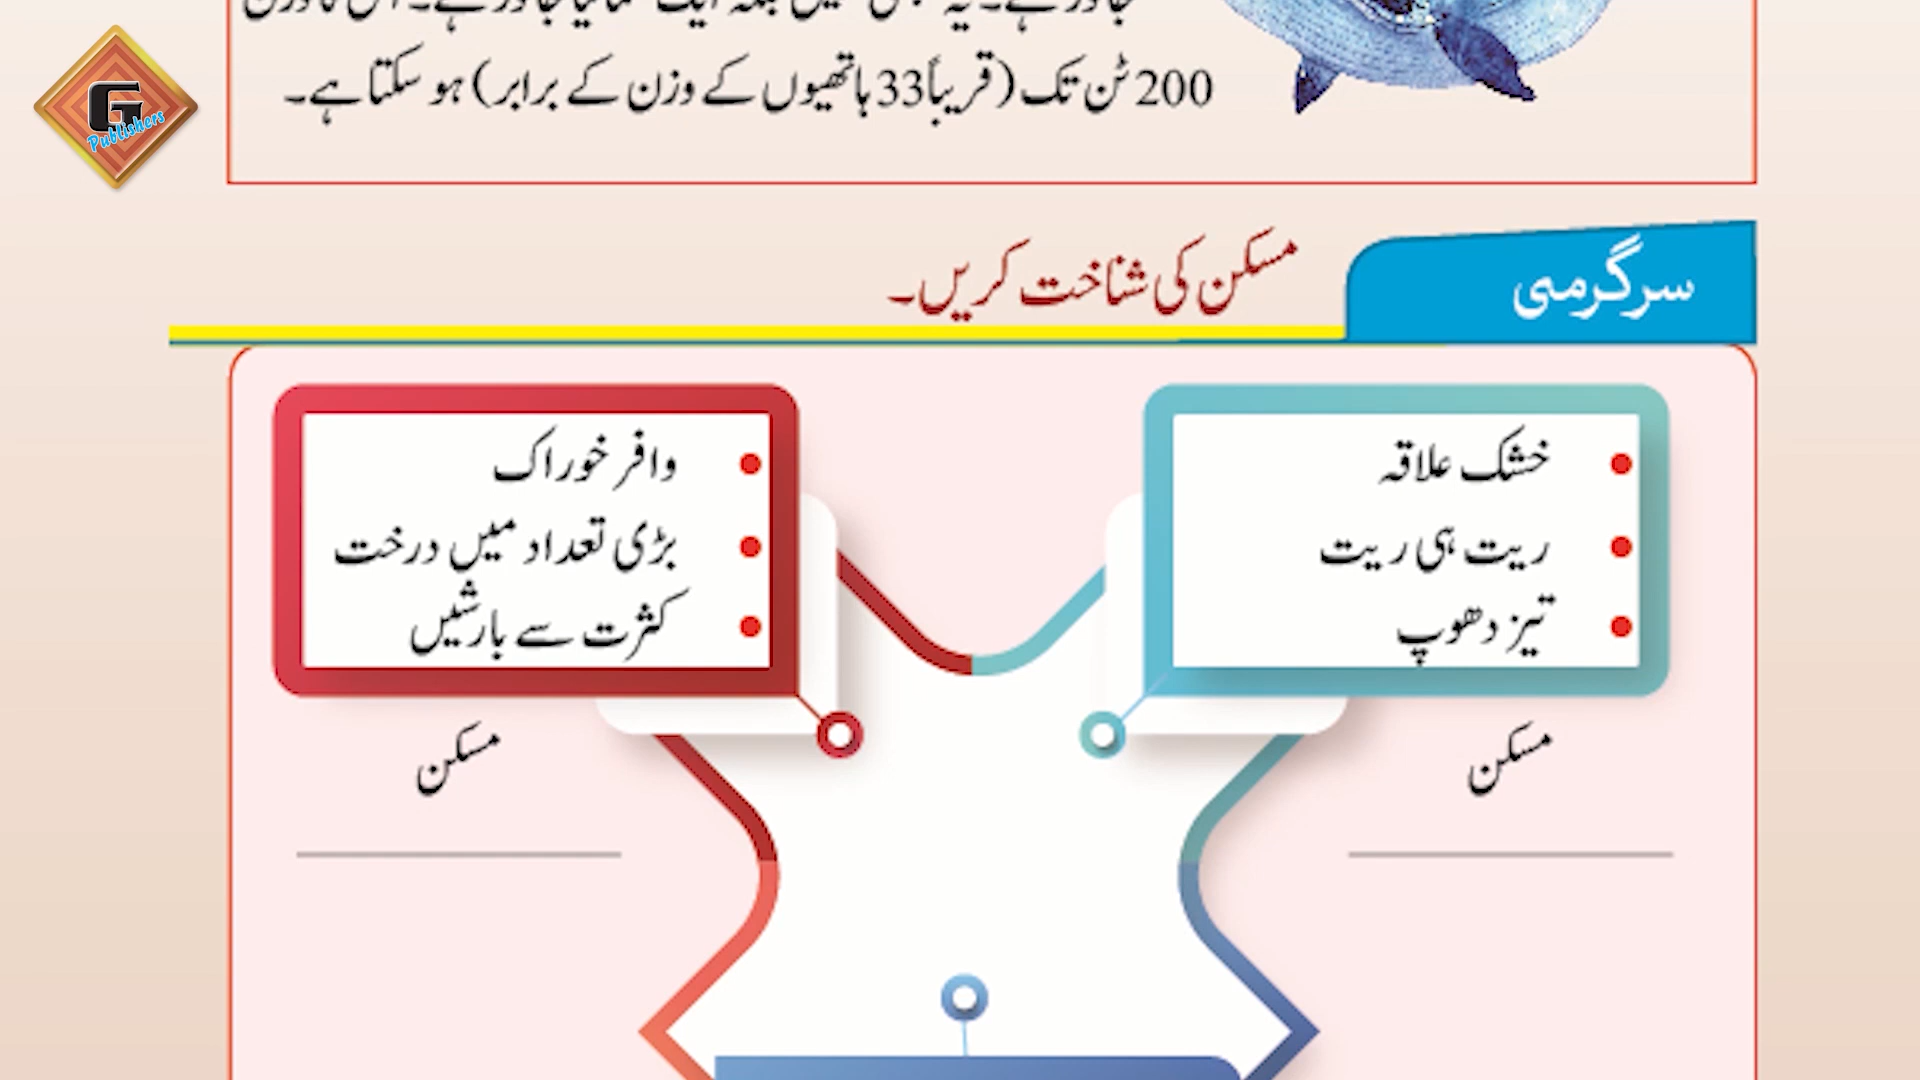 200 ٹن تک (قریباً 33 ہاتھیوں کے وزن کے برابر) ہو سکتا ہے۔
G
Publishers
سرگرمی
مسکن کی شناخت کریں۔
خشک علاقہ
ریت ہی ریت
تیز دھوپ
مسکن
وافر خوراک
بڑی تعداد میں درخت
کثرت سے بارشیں
مسکن